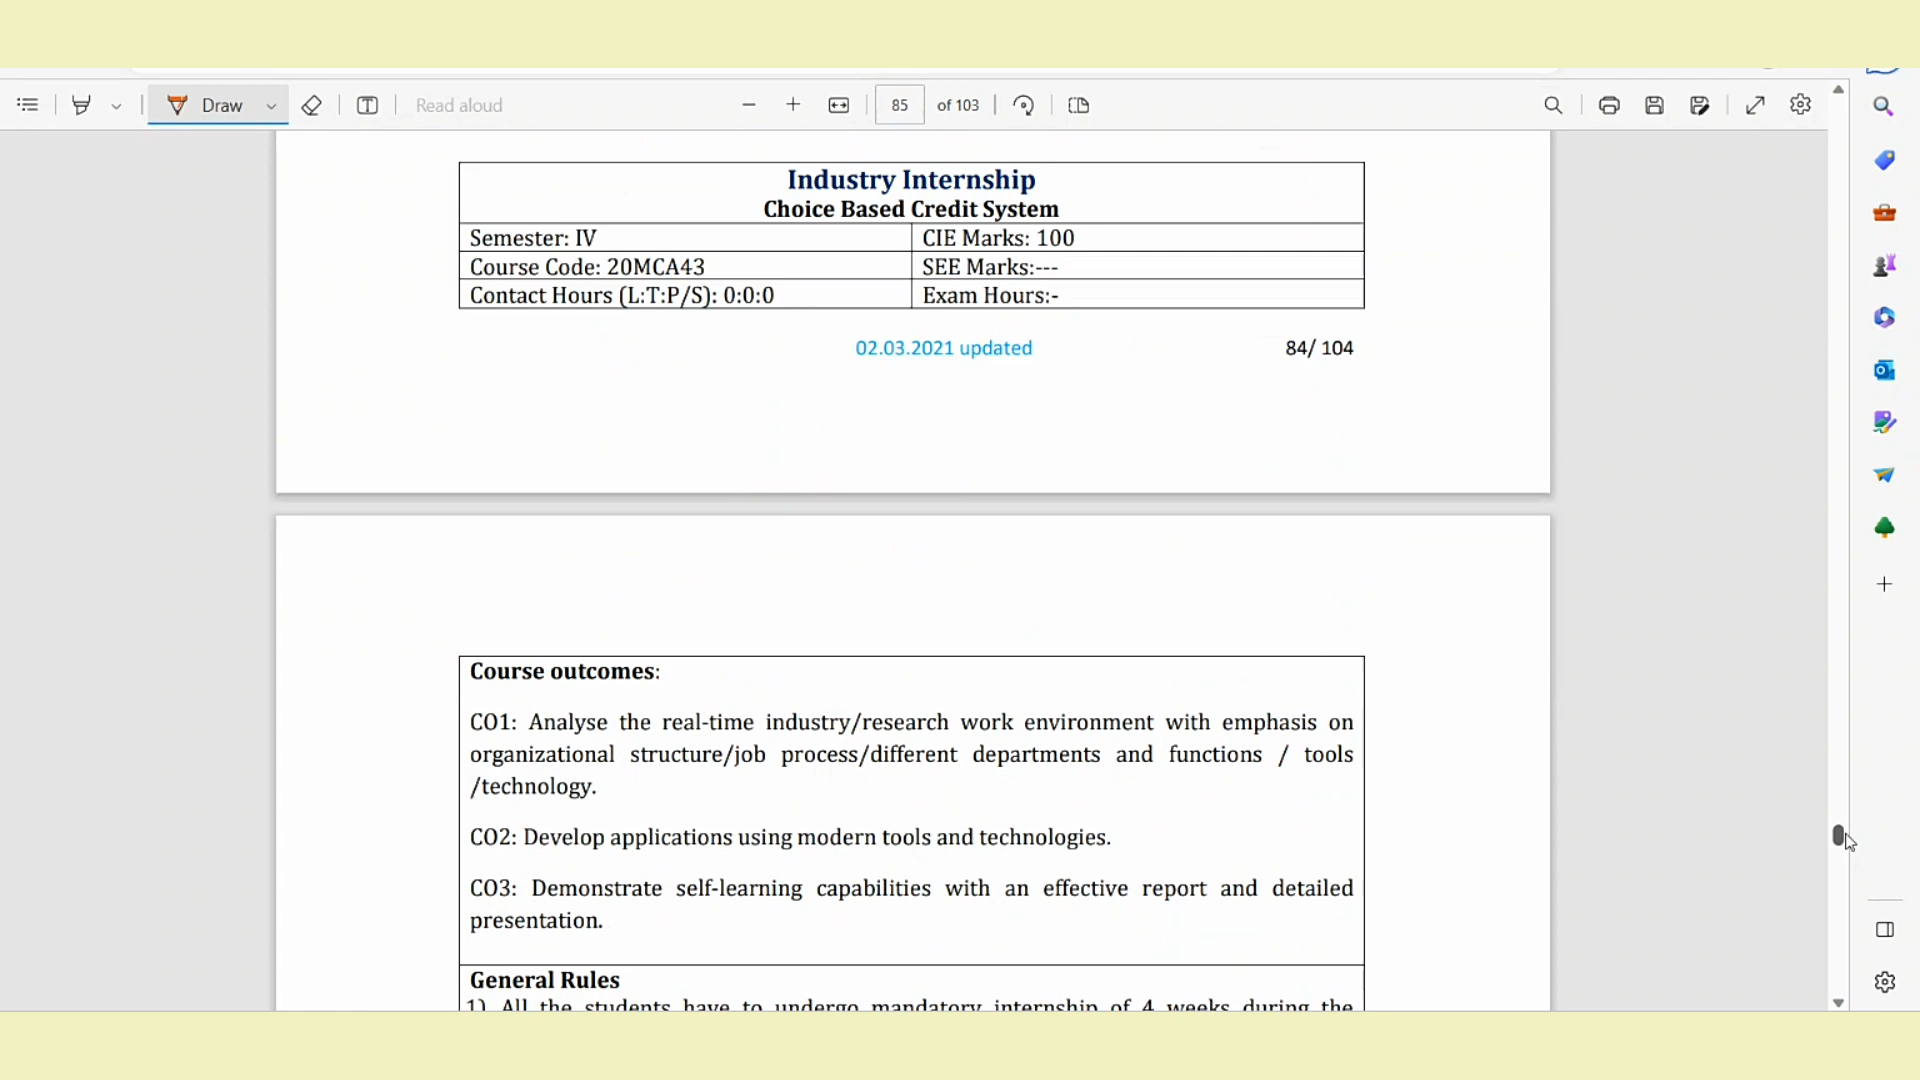 Draw
Read aloud
85 of 103
Industry Internship
Choice Based Credit System
Semester: IV
CIE Marks: 100
Course Code: 20MCA43
SEE Marks:---
Contact Hours (L:T:P/S): 0:0:0
Exam Hours:-
02.03.2021 updated
84/ 104
Course outcomes:
CO1: Analyse the real-time industry/research work environment with emphasis on
organizational structure/job process/different departments and functions / tools
/technology.
CO2: Develop applications using modern tools and technologies.
CO3: Demonstrate self-learning capabilities with an effective report and detailed
presentation.
General Rules
1) All the students have to undergo mandatory internship of 4 weeks during the